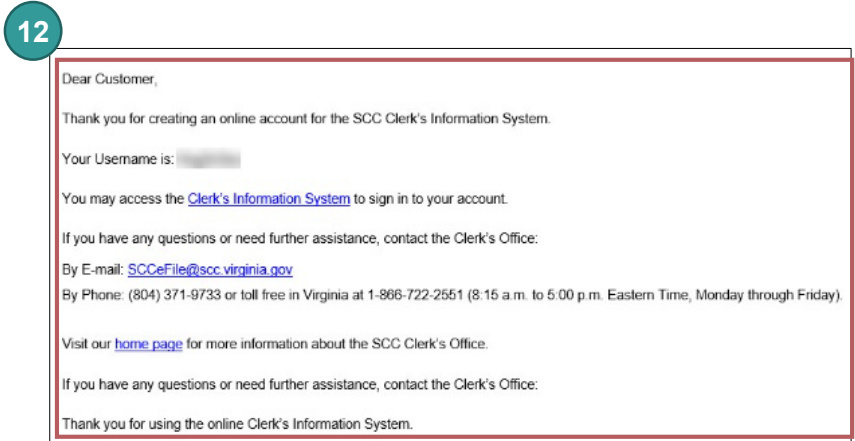 12
Dear Customer,
Thank you for creating an online account for the SCC Clerk's Information System.
Your Username is:
You may access the Clerk's Information System to sign in to your account.
If you have any questions or need further assistance, contact the Clerk's Office:
By E-mail: SCCeFile@scc.virginia.gov
By Phone: (804) 371-9733 or toll free in Virginia at 1-866-722-2551 (8:15 a.m. to 5:00 p.m. Eastern Time, Monday through Friday).
Visit our home page for more information about the SCC Clerk's Office.
If you have any questions or need further assistance, contact the Clerk's Office:
Thank you for using the online Clerk's Information System.